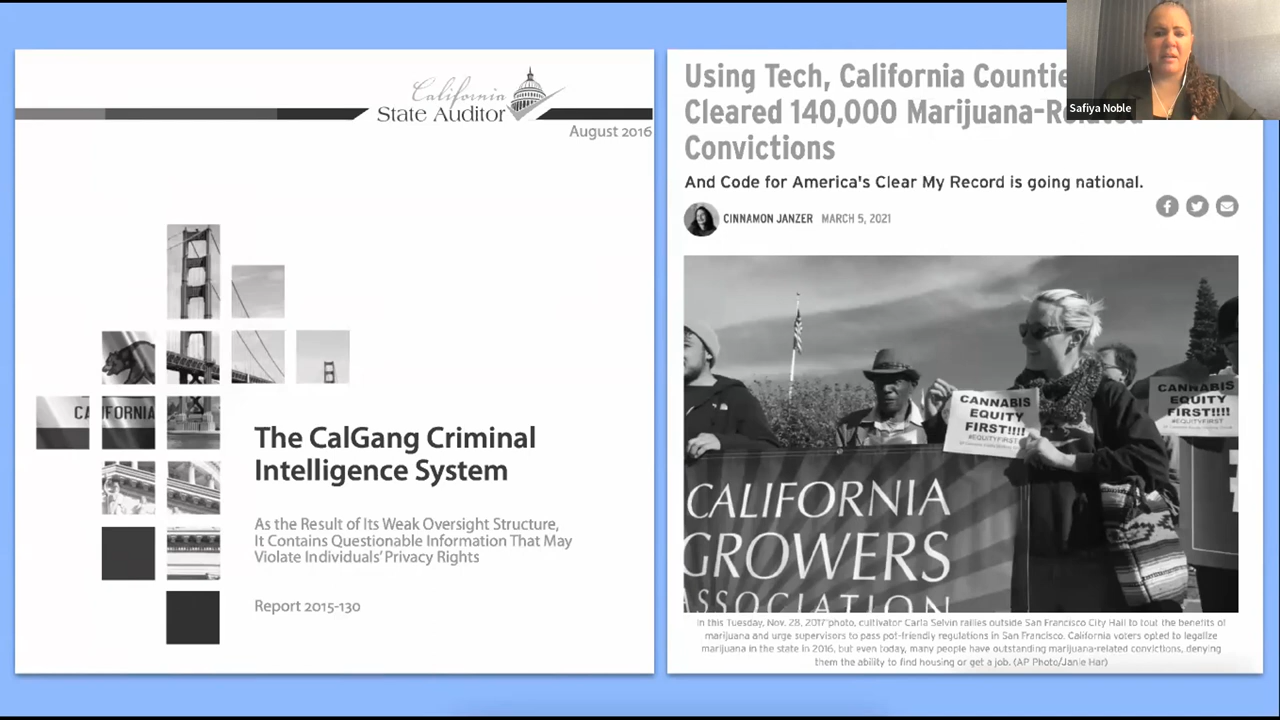 California
State Auditor
August 2016
CALIFORNIA
The CalGang Criminal
Intelligence System
As the Result of Its Weak Oversight Structure,
It Contains Questionable Information That May
Violate Individuals' Privacy Rights
Report 2015-130
Using Tech, California Countie
Cleared 140,000 Marijuana-Related
Convictions
Safiya Noble
And Code for America's Clear My Record is going national.
CINNAMON JANZER MARCH 5, 2021
CANNABIS
EQUITY
FIRST!!!!
#EQUITYFIRST
CANNABIS
EQUITY
FIRST!!!!
#EQUITYFIRST
CALIFORNIA
GROWERS
ASSOCIATION
In this Tuesday, Nov. 28, 2017 photo, cultivator Carla Selvin rallies outside San Francisco City Hall to tout the benefits of
marijuana and urge supervisors to pass pot-friendly regulations in San Francisco. California voters opted to legalize
marijuana in the state in 2016, but even today, many people have outstanding marijuana-related convictions, denying
them the ability to find housing or get a job. (AP Photo/Janie Har)